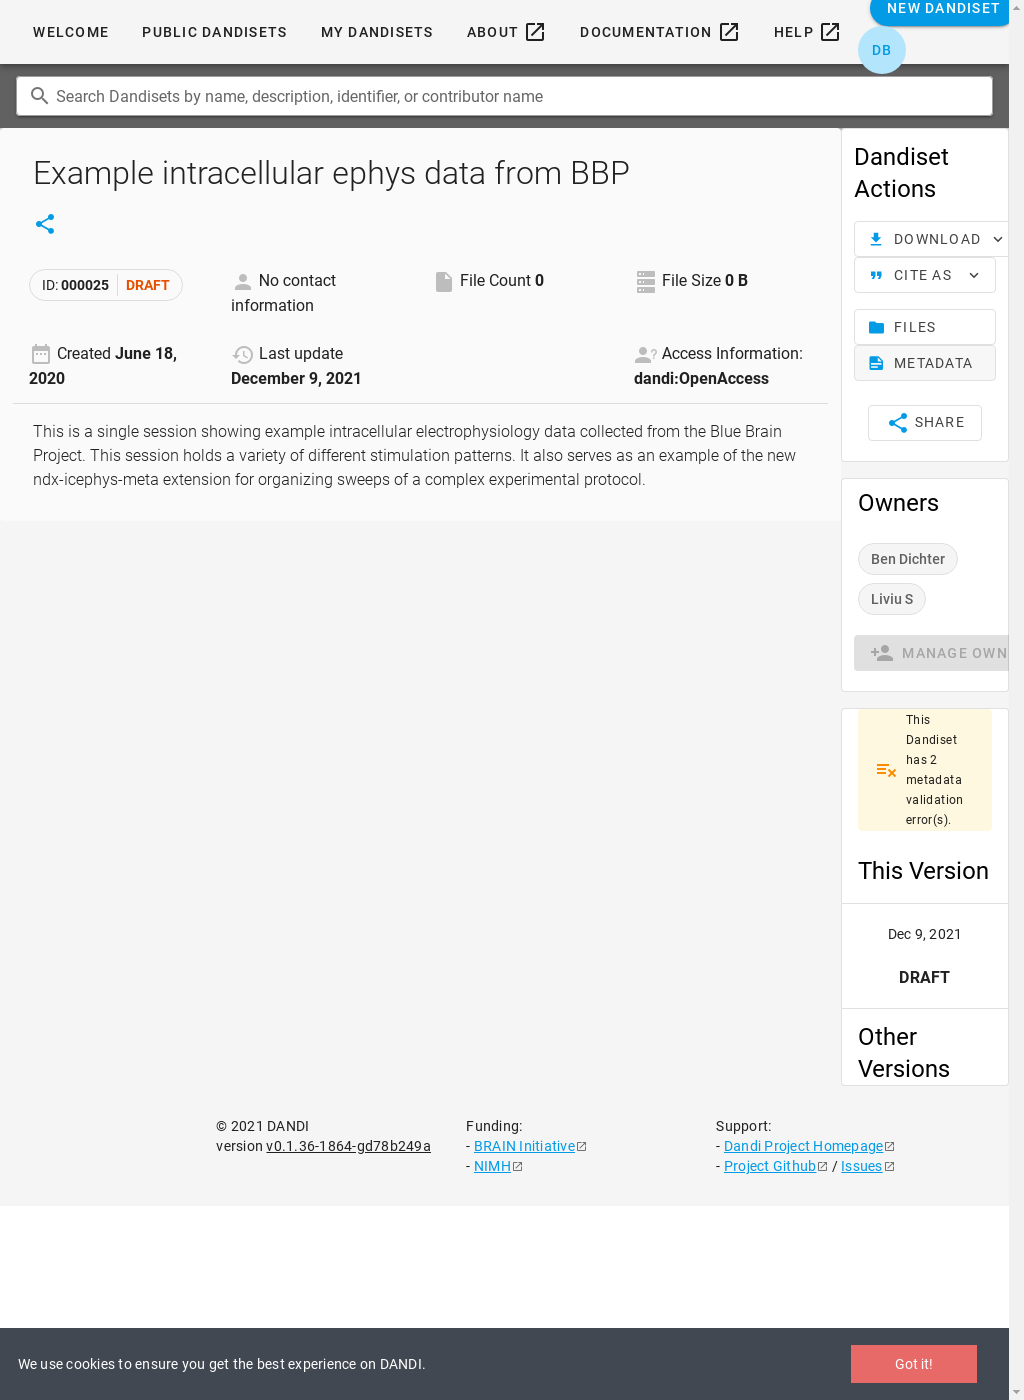 WELCOME PUBLIC DANDISETS MY DANDISETS ABOUT DOCUMENTATION HELP NEW DANDISET
DB
Search Dandisets by name, description, identifier, or contributor name
Example intracellular ephys data from BBP
ID: 000025 DRAFT
No contact
information
File Count 0
File Size 0 B
Created June 18,
2020
Last update
December 9, 2021
Access Information:
dandi:OpenAccess
This is a single session showing example intracellular electrophysiology data collected from the Blue Brain
Project. This session holds a variety of different stimulation patterns. It also serves as an example of the new
ndx-icephys-meta extension for organizing sweeps of a complex experimental protocol.
Dandiset
Actions
DOWNLOAD
CITE AS
FILES
METADATA
SHARE
Owners
Ben Dichter
Liviu S
MANAGE OWN
This
Dandiset
has 2
metadata
validation
error(s).
This Version
Dec 9, 2021
DRAFT
Other
Versions
© 2021 DANDI
version v0.1.36-1864-gd78b249a
Funding:
- BRAIN Initiative
- NIMH
Support:
- Dandi Project Homepage
- Project Github / Issues
We use cookies to ensure you get the best experience on DANDI.
Got it!